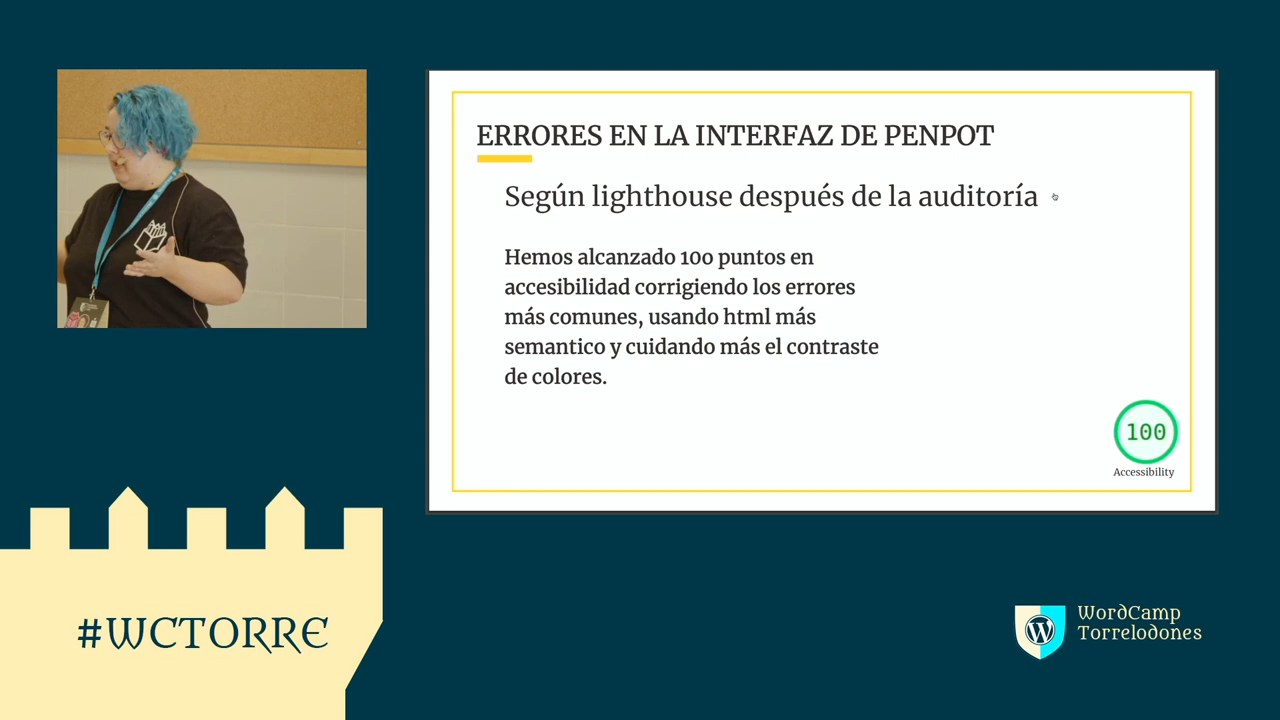 ERRORES EN LA INTERFAZ DE PENPOT
Según lighthouse después de la auditoría
Hemos alcanzado 10o puntos en
accesibilidad corrigiendo los errores
más comunes, usando html más
semantico y cuidando más el contraste
de colores.
100
Accessibility
#WCTORRE
WordCamp
Torrelodones